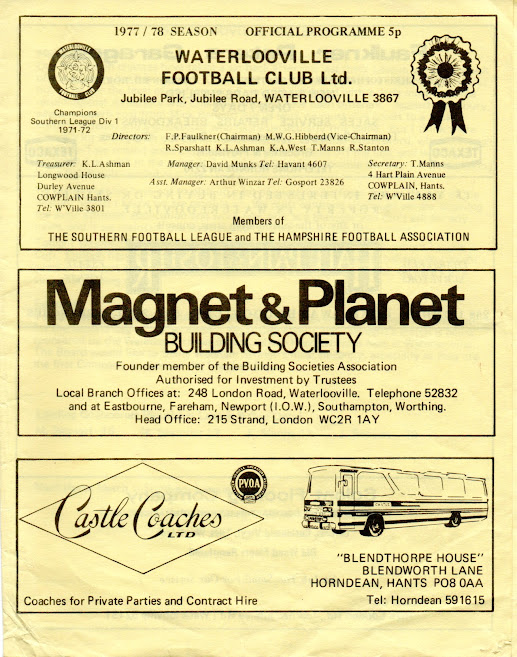 1977 / 78 SEASON OFFICIAL PROGRAMME 5p
WATERLOOVILLE
FOOTBALL CLUB
WATERLOOVILLE
FOOTBALL CLUB Ltd.
Jubilee Park, Jubilee Road, WATERLOOVILLE 3867
Champions
Southern League Div 1
1971-72
Directors: F.P.Faulkner(Chairman) M.W.G.Hibberd(Vice-Chairman)
R.Sparshatt K.L.Ashman K.A.West T.Manns R.Stanton
Treasurer: K.L.Ashman
Longwood House
Durley Avenue
COWPLAIN, Hants.
Tel: W'Ville 3801
Manager: David Munks Tel: Havant 4607
Asst. Manager: Arthur Winzar Tel: Gosport 23826
Secretary: T.Manns
4 Hart Plain Avenue
COWPLAIN, Hants.
Tel: W'Ville 4888
Members of
THE SOUTHERN FOOTBALL LEAGUE and THE HAMPSHIRE FOOTBALL ASSOCIATION
Magnet & Planet
BUILDING SOCIETY
Founder member of the Building Societies Association
Authorised for Investment by Trustees
Local Branch Offices at: 248 London Road, Waterlooville. Telephone 52832
and at Eastbourne, Fareham, Newport (I.O.W.), Southampton, Worthing.
Head Office: 215 Strand, London WC2R 1AY
P.V.O.A
Castle Coaches
LTD
"BLENDTHORPE HOUSE"
BLENDWORTH LANE
HORNDEAN, HANTS PO8 0AA
Coaches for Private Parties and Contract Hire Tel: Horndean 591615